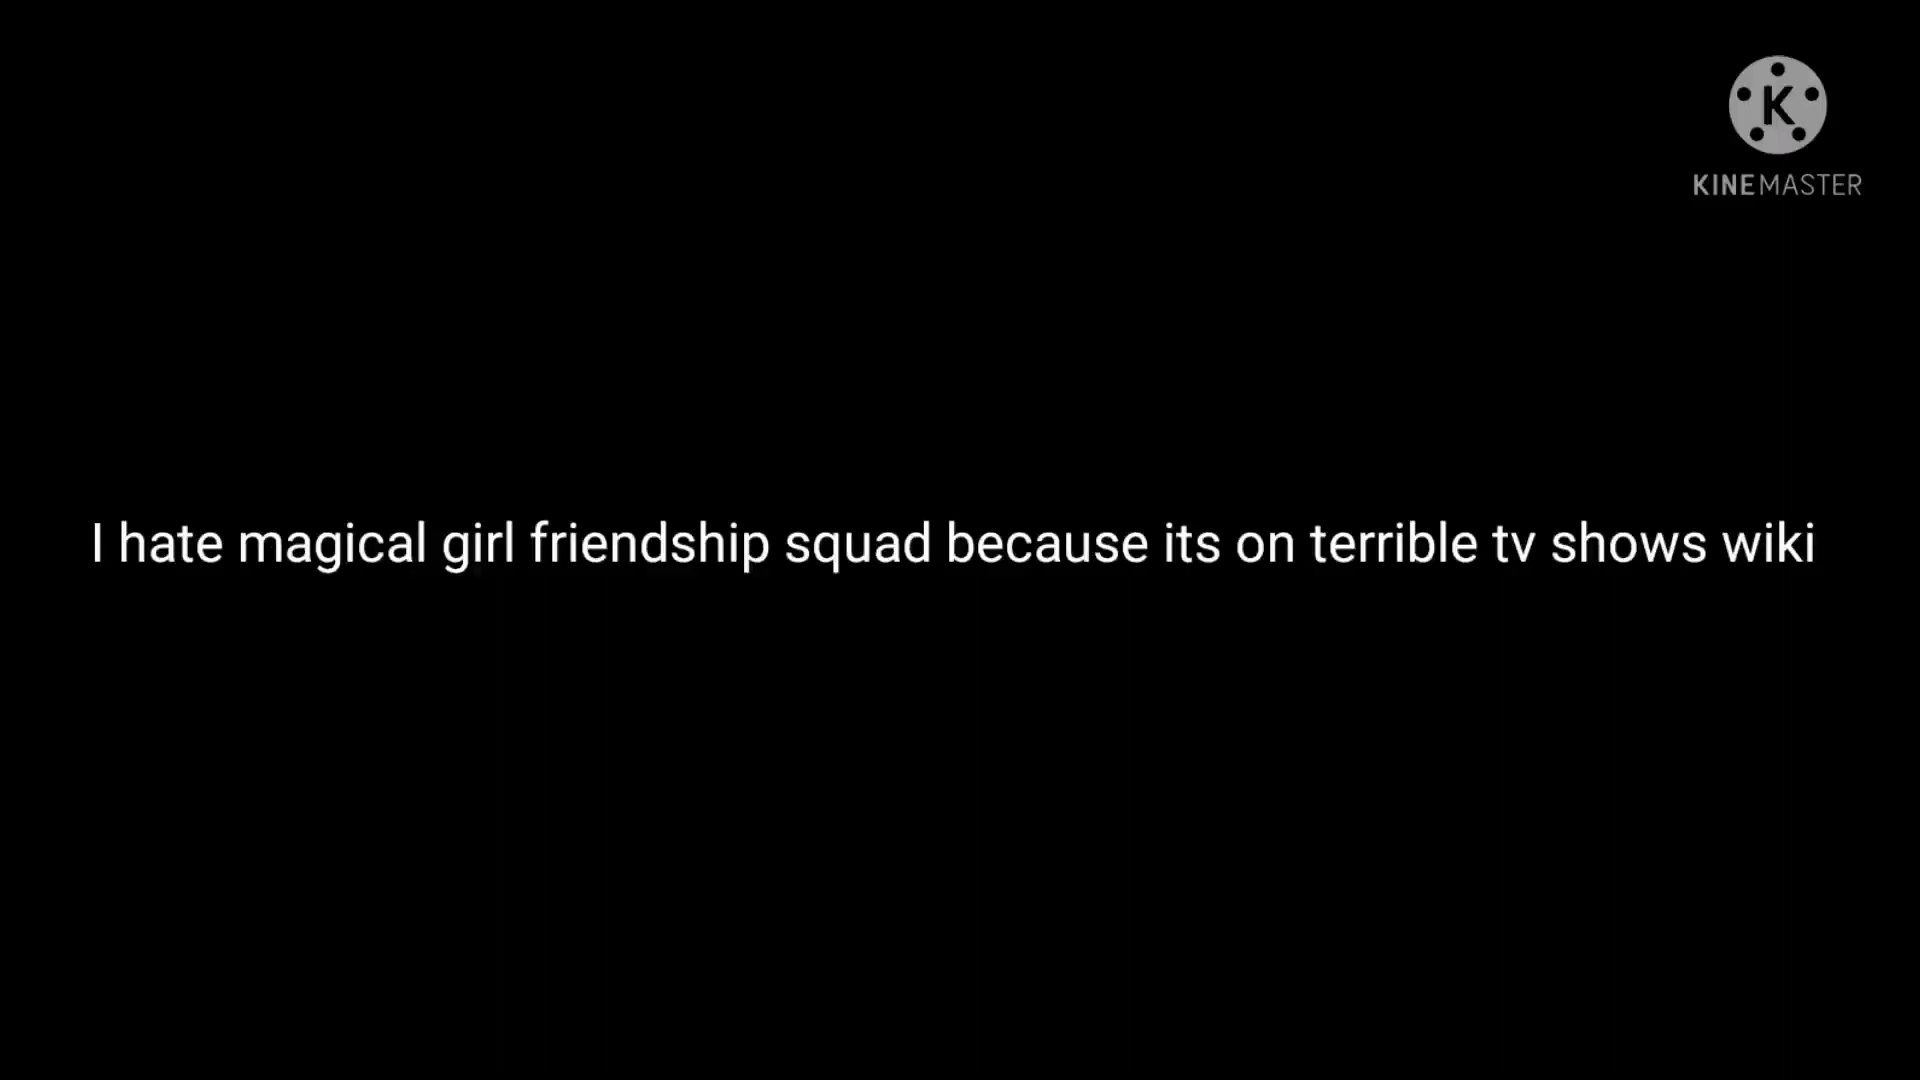 K
KINEMASTER
I hate magical girl friendship squad because its on terrible tv shows wiki